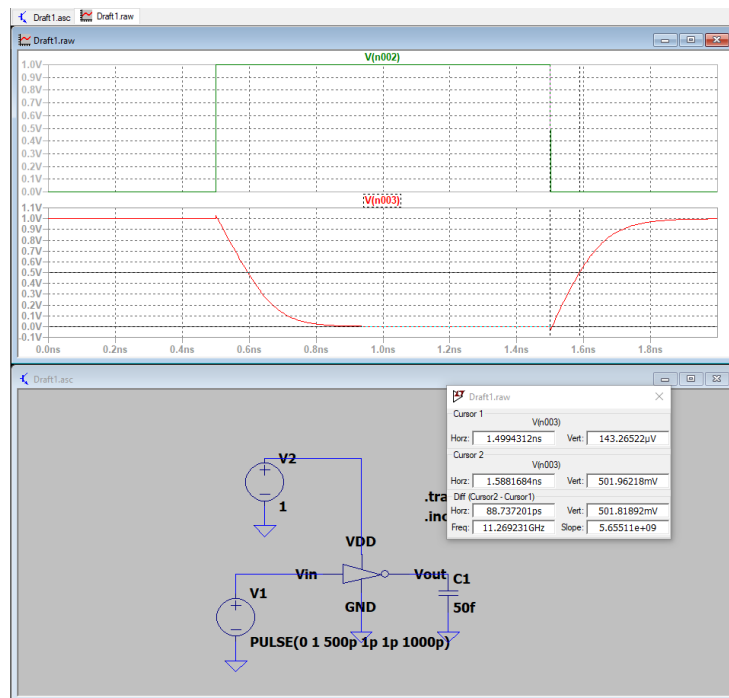 Draft1.asc Draft1.raw
Draft1.raw
V(n002)
1.0V
0.9V
0.8V
0.7V
0.6V
0.5V
0.4V
0.3V
0.2V
0.1V
0.0V
V(n003)
1.1V
1.0V
0.9V
0.8V
0.7V
0.6V
0.5V
0.4V
0.3V
0.2V
0.1V
0.0V
-0.1V
0.0ns 0.2ns 0.4ns 0.6ns 0.8ns 1.0ns 1.2ns 1.4ns 1.6ns 1.8ns
Draft1.asc
Draft1.raw
Cursor 1
V(n003)
Horz: 1.4994312ns Vert: 143.26522µV
Cursor 2
V(n003)
Horz: 1.5881684ns Vert: 501.96218mV
Diff (Cursor2 - Cursor1)
Horz: 88.737201ps Vert: 501.81892mV
Freq: 11.269231GHz Slope: 5.65511e+09
V2
1
.tra
.inc
VDD
Vin
Vout
C1
V1
50f
GND
PULSE(0 1 500p 1p 1p 1000p)